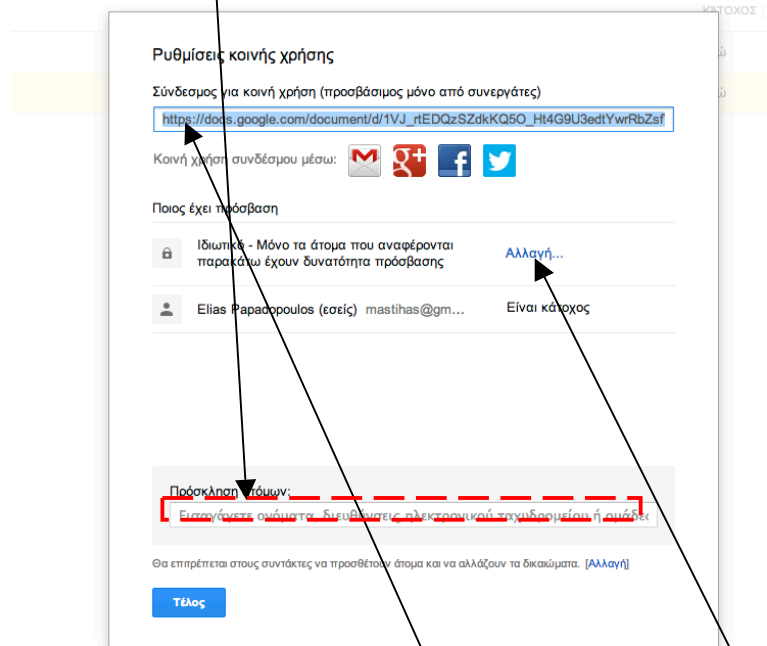 ΚΑΤΟΧΟΣ
Ρυθμίσεις κοινής χρήσης
Σύνδεσμος για κοινή χρήση (προσβάσιμος μόνο από συνεργάτες)
https://docs.google.com/document/d/1VJ_rtEDQzSZdkKQ5O_Ht4G9U3edtYwrRbZsf
Κοινή χρήση συνδέσμου μέσω:
Ποιος έχει πρόσβαση
Ιδιωτικό - Μόνο τα άτομα που αναφέρονται
παρακάτω έχουν δυνατότητα πρόσβασης
Αλλαγή...
Elias Papadopoulos (εσείς) mastihas@gm... Είναι κάτοχος
Πρόσκληση ατόμων:
Εισαγάγετε ονόματα, διευθύνσεις ηλεκτρονικού ταχυδρομείου ή ομάδες
Θα επιτρέπεται στους συντάκτες να προσθέτουν άτομα και να αλλάζουν τα δικαιώματα. [Αλλαγή]
Τέλος